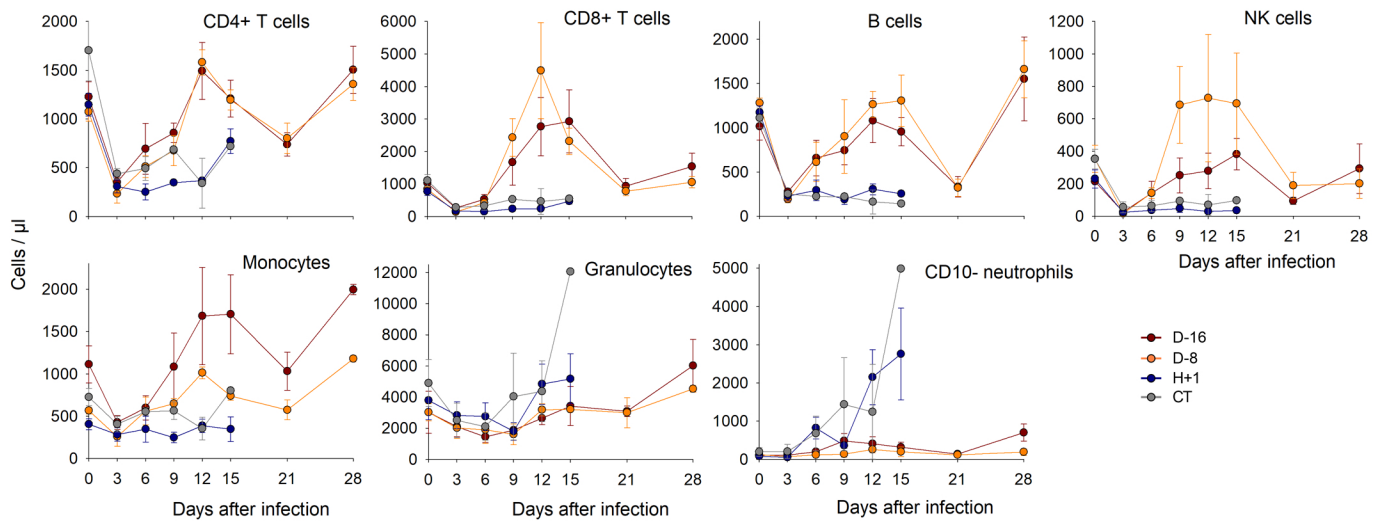 CD4+ T cells
CD8+ T cells
B cells
NK cells
2000
1500
1000
500
0
6000
5000
4000
3000
2000
1000
0
2000
1500
1000
500
0
1200
1000
800
600
400
200
0
0 3 6 9 12 15 21 28
Days after infection
Cells / µl
Monocytes
Granulocytes
CD10- neutrophils
2000
1500
1000
500
0
12000
10000
8000
6000
4000
2000
0
5000
4000
3000
2000
1000
0
0 3 6 9 12 15 21 28
0 3 6 9 12 15 21 28
0 3 6 9 12 15 21 28
Days after infection
Days after infection
Days after infection
D-16
D-8
H+1
CT